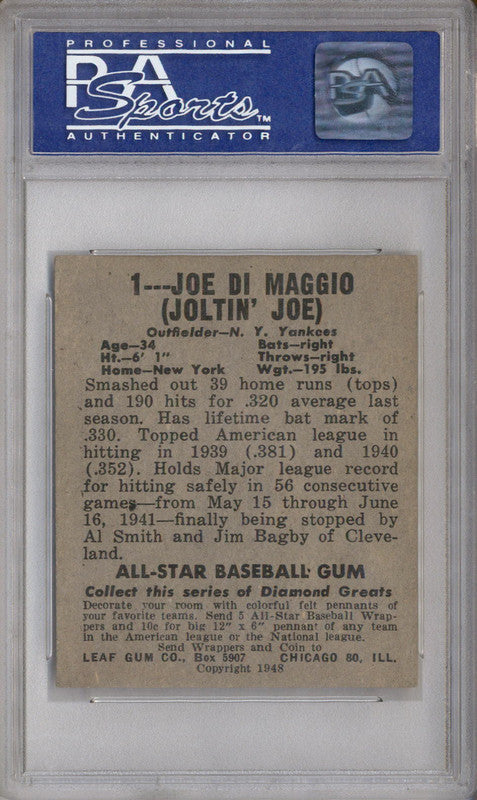 PROFESSIONAL
PSA
Sports™
AUTHENTICATOR
PSA
1---JOE DI MAGGIO
(JOLTIN' JOE)
Outfielder—N. Y. Yankees
Age—34 Bats—right
Ht.—6' 1" Throws—right
Home—New York Wgt.—195 lbs.
Smashed out 39 home runs (tops)
and 190 hits for .320 average last
season. Has lifetime bat mark of
.330. Topped American league in
hitting in 1939 (.381) and 1940
(.352). Holds Major league record
for hitting safely in 56 consecutive
games—from May 15 through June
16, 1941—finally being stopped by
Al Smith and Jim Bagby of Cleve-
land.
ALL-STAR BASEBALL GUM
Collect this series of Diamond Greats
Decorate your room with colorful felt pennants of
your favorite teams. Send 5 All-Star Baseball Wrap-
pers and 10c for big 12" x 6" pennant of any team
in the American league or the National league.
Send Wrappers and Coin to
LEAF GUM CO., Box 5907 CHICAGO 80, ILL.
Copyright 1948